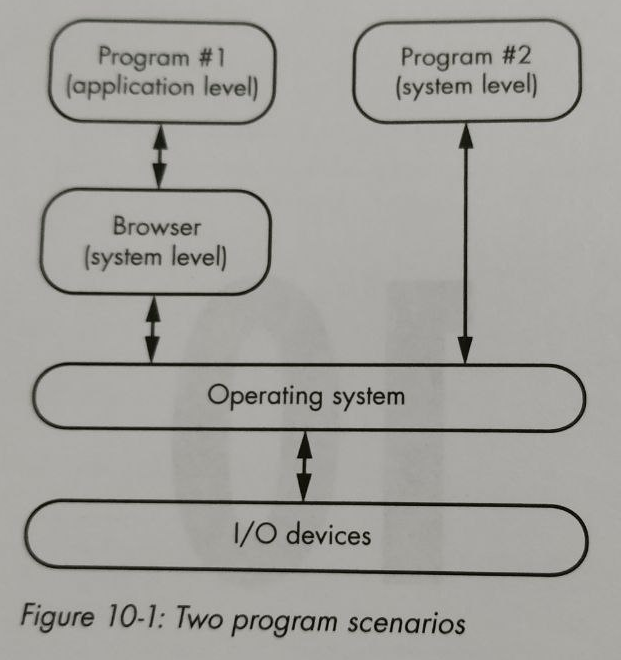 Program #1
(application level)
Program #2
(system level)
Browser
(system level)
Operating system
I/O devices
Figure 10-1: Two program scenarios